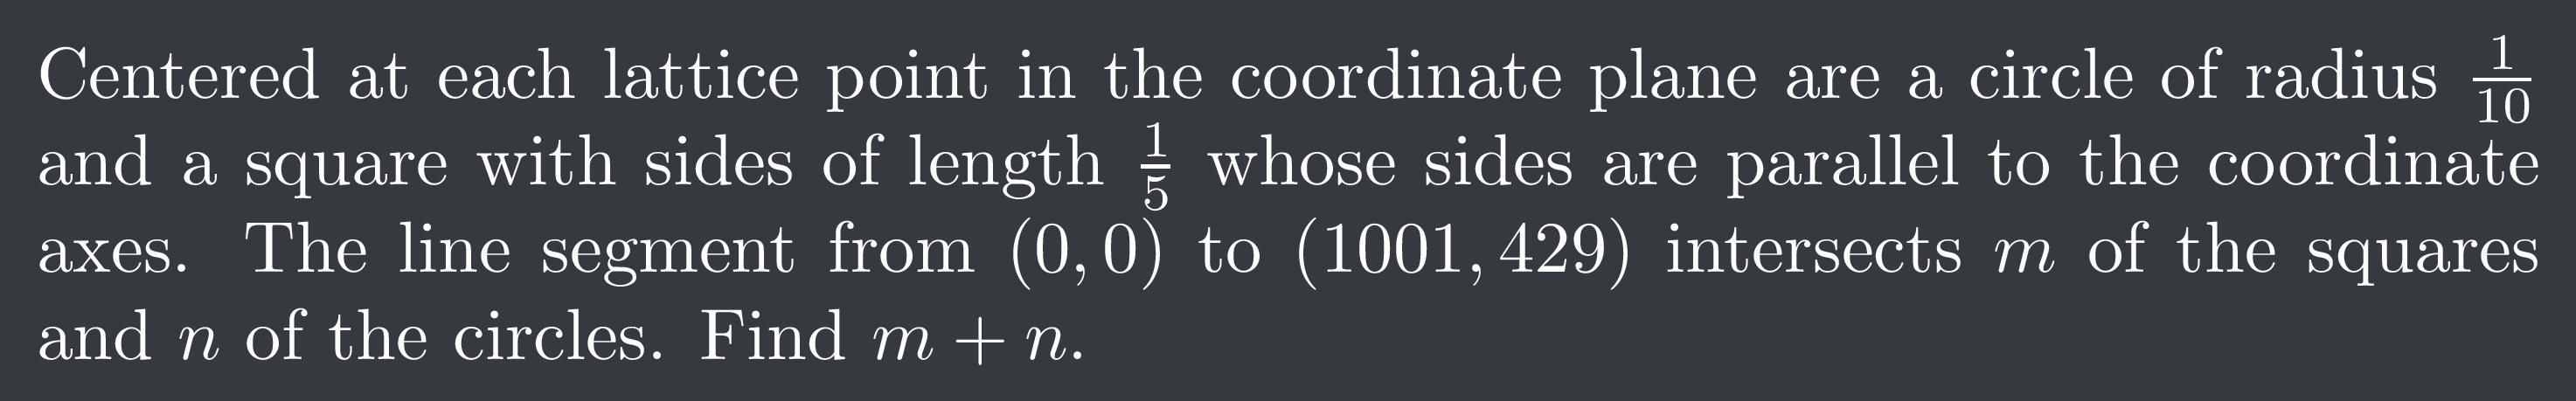 Centered at each lattice point in the coordinate plane are a circle of radius 1/10
and a square with sides of length 1/5 whose sides are parallel to the coordinate
axes. The line segment from (0, 0) to (1001, 429) intersects m of the squares
and n of the circles. Find m + n.